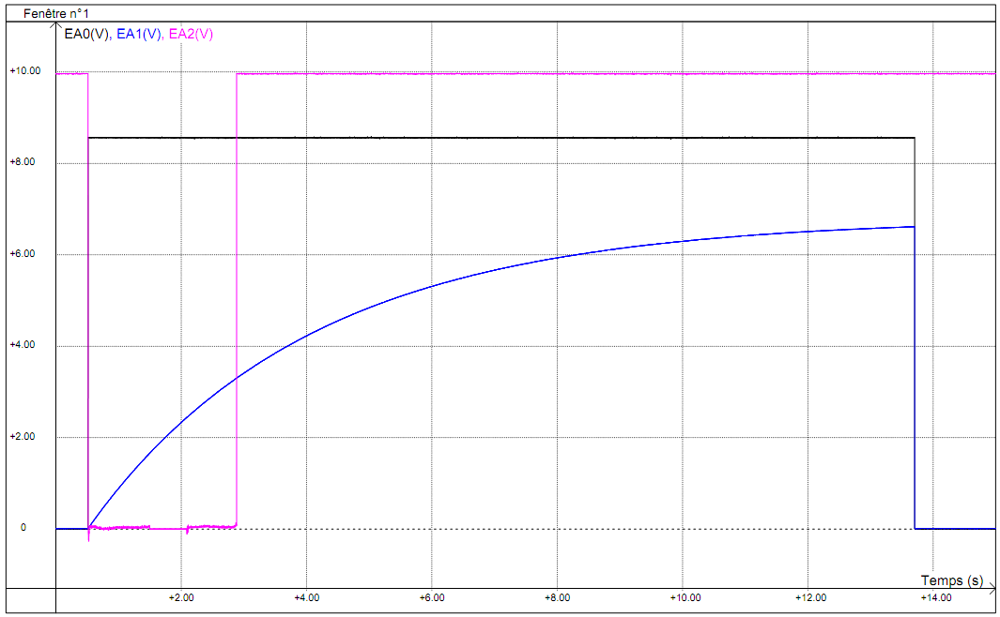 Fenêtre n°1
EA0(V), EA1(V), EA2(V)
+10.00
+8.00
+6.00
+4.00
+2.00
0
Temps (s)
+2.00 +4.00 +6.00 +8.00 +10.00 +12.00 +14.00